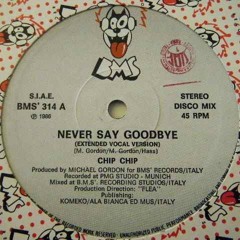 BMS
S.I.A.E.
BMS' 314 A
℗ 1986
STEREO
DISCO MIX
45 RPM
NEVER SAY GOODBYE
(EXTENDED VOCAL VERSION)
(M. Gordon/M. Gordon/Hass)
CHIP CHIP
Produced by MICHAEL GORDON for BMS' RECORDS/ITALY
Recorded at PMG STUDIO - MUNICH
Mixed at B.M.S'. RECORDING STUDIOS/ITALY
Production Direction: "FLEA"
Publishing:
KOMEKO/ALA BIANCA ED MUS/ITALY